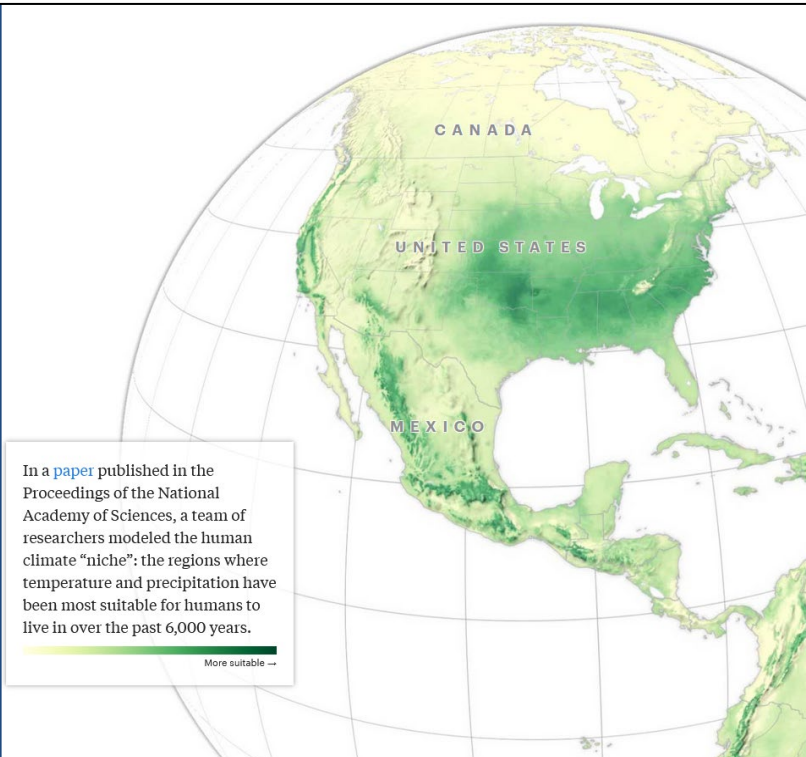 CANADA
UNITED STATES
MEXICO
In a paper published in the
Proceedings of the National
Academy of Sciences, a team of
researchers modeled the human
climate “niche”: the regions where
temperature and precipitation have
been most suitable for humans to
live in over the past 6,000 years.
More suitable →